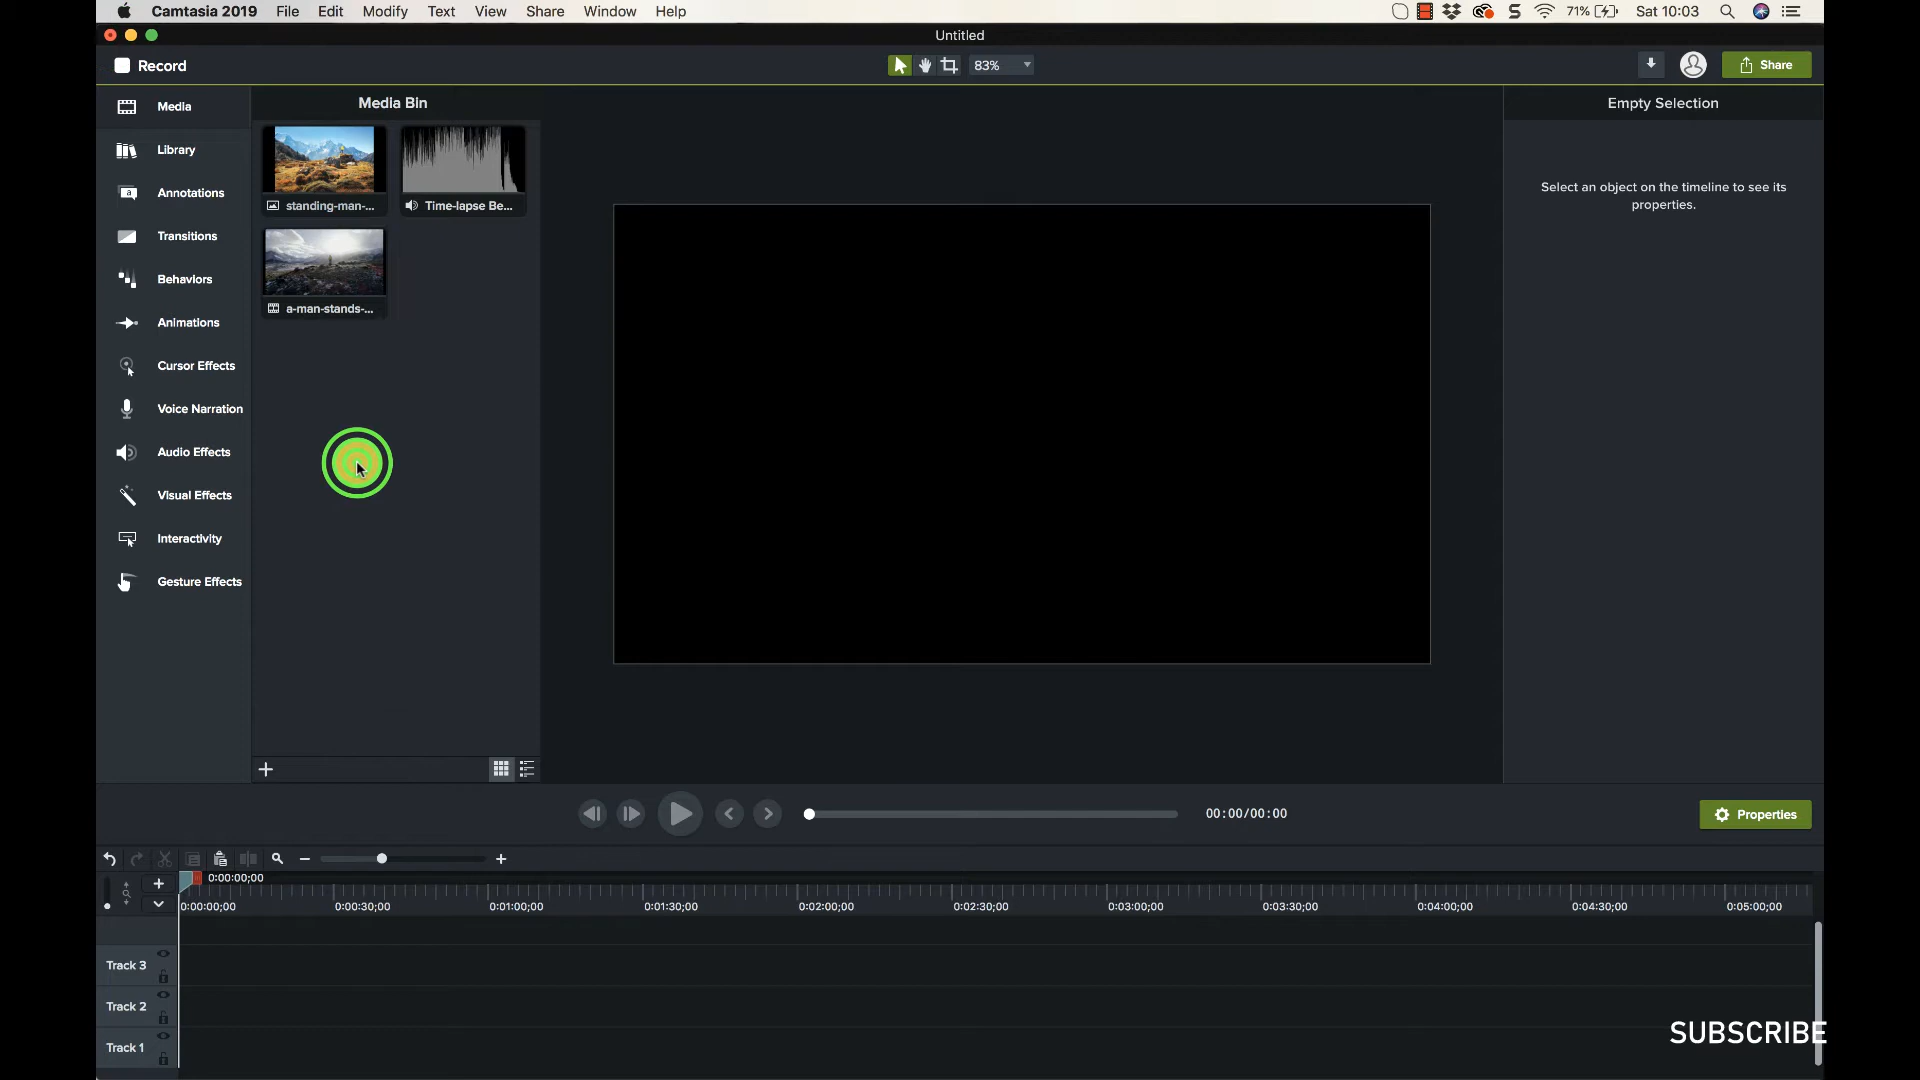 Camtasia 2019 File Edit Modify Text View Share Window Help
71% Sat 10:03
Untitled
Record
83%
Share
Media
Library
Annotations
Transitions
Behaviors
Animations
Cursor Effects
Voice Narration
Audio Effects
Visual Effects
Interactivity
Gesture Effects
Media Bin
standing-man-...
Time-lapse Be...
a-man-stands-...
Empty Selection
Select an object on the timeline to see its
properties.
00:00/00:00
Properties
0:00:00;00
0:00:00;00 0:00:30;00 0:01:00;00 0:01:30;00 0:02:00;00 0:02:30;00 0:03:00;00 0:03:30;00 0:04:00;00 0:04:30;00 0:05:00;00
Track 3
Track 2
Track 1
SUBSCRIBE